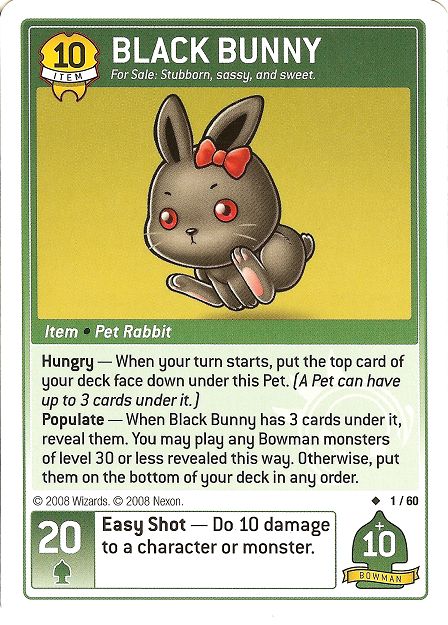 10
ITEM
BLACK BUNNY
For Sale: Stubborn, sassy, and sweet.
Item • Pet Rabbit
Hungry — When your turn starts, put the top card of
your deck face down under this Pet. (A Pet can have
up to 3 cards under it.)
Populate — When Black Bunny has 3 cards under it,
reveal them. You may play any Bowman monsters
of level 30 or less revealed this way. Otherwise, put
them on the bottom of your deck in any order.
© 2008 Wizards. © 2008 Nexon.
◆ 1 / 60
20
Easy Shot — Do 10 damage
to a character or monster.
+
10
BOWMAN